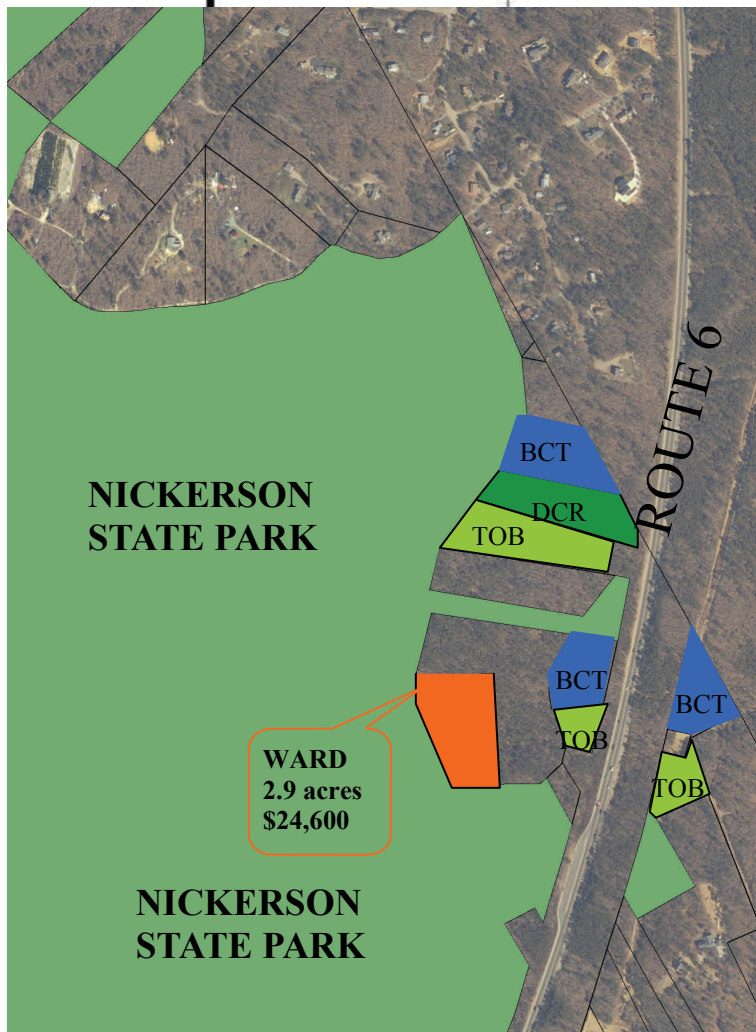 ROUTE 6
BCT
DCR
TOB
NICKERSON
STATE PARK
BCT
TOB
BCT
TOB
WARD
2.9 acres
$24,600
NICKERSON
STATE PARK